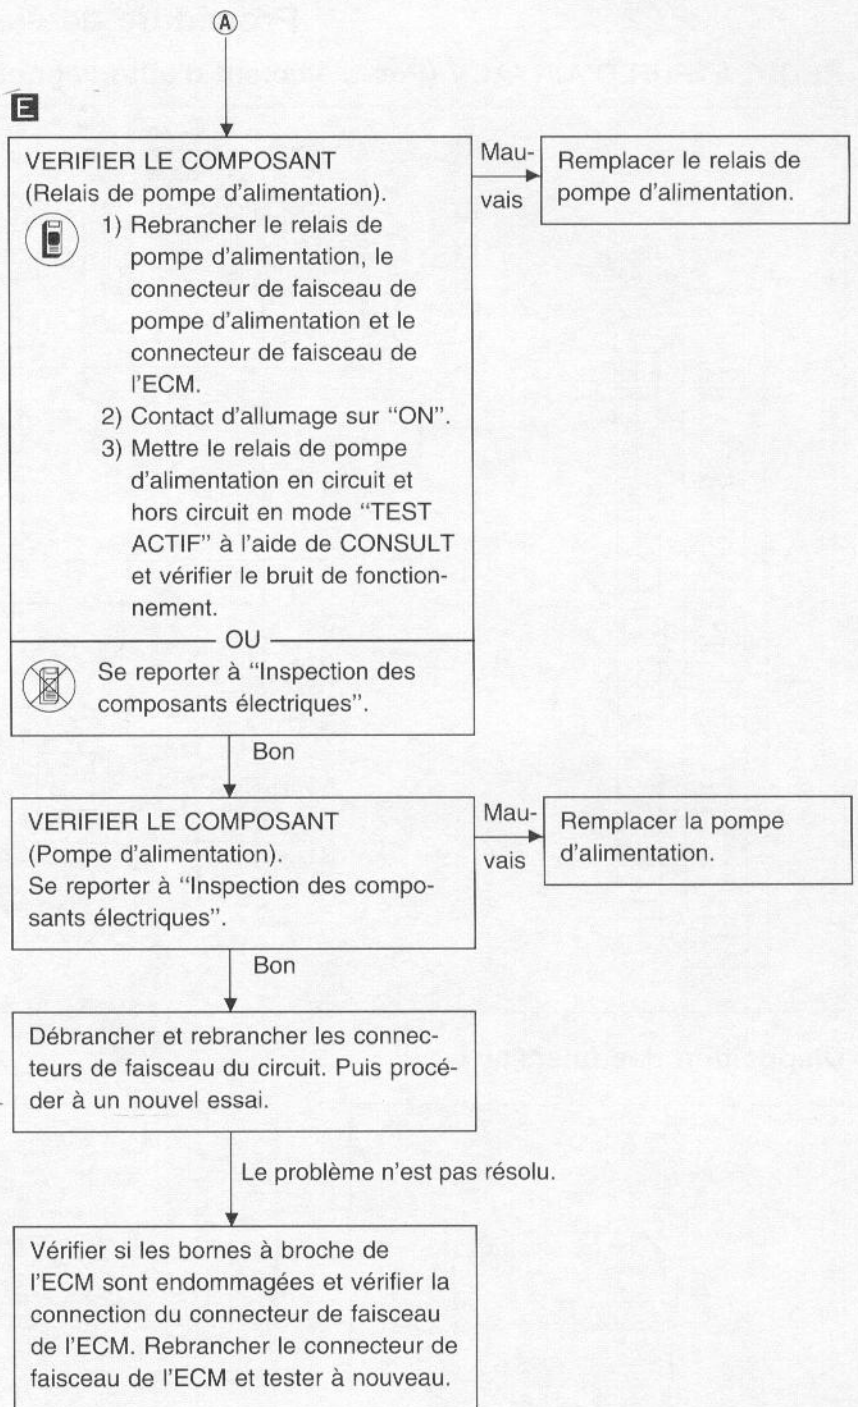 A
E
VERIFIER LE COMPOSANT
(Relais de pompe d'alimentation).
1) Rebrancher le relais de
pompe d'alimentation, le
connecteur de faisceau de
pompe d'alimentation et le
connecteur de faisceau de
l'ECM.
2) Contact d'allumage sur “ON”.
3) Mettre le relais de pompe
d'alimentation en circuit et
hors circuit en mode “TEST
ACTIF” à l'aide de CONSULT
et vérifier le bruit de fonction-
nement.
OU
Se reporter à “Inspection des
composants électriques”.
Mau-
vais
Remplacer le relais de
pompe d'alimentation.
Bon
VERIFIER LE COMPOSANT
(Pompe d'alimentation).
Se reporter à “Inspection des compo-
sants électriques”.
Mau-
vais
Remplacer la pompe
d'alimentation.
Bon
Débrancher et rebrancher les connec-
teurs de faisceau du circuit. Puis procé-
der à un nouvel essai.
Le problème n'est pas résolu.
Vérifier si les bornes à broche de
l'ECM sont endommagées et vérifier la
connection du connecteur de faisceau
de l'ECM. Rebrancher le connecteur de
faisceau de l'ECM et tester à nouveau.